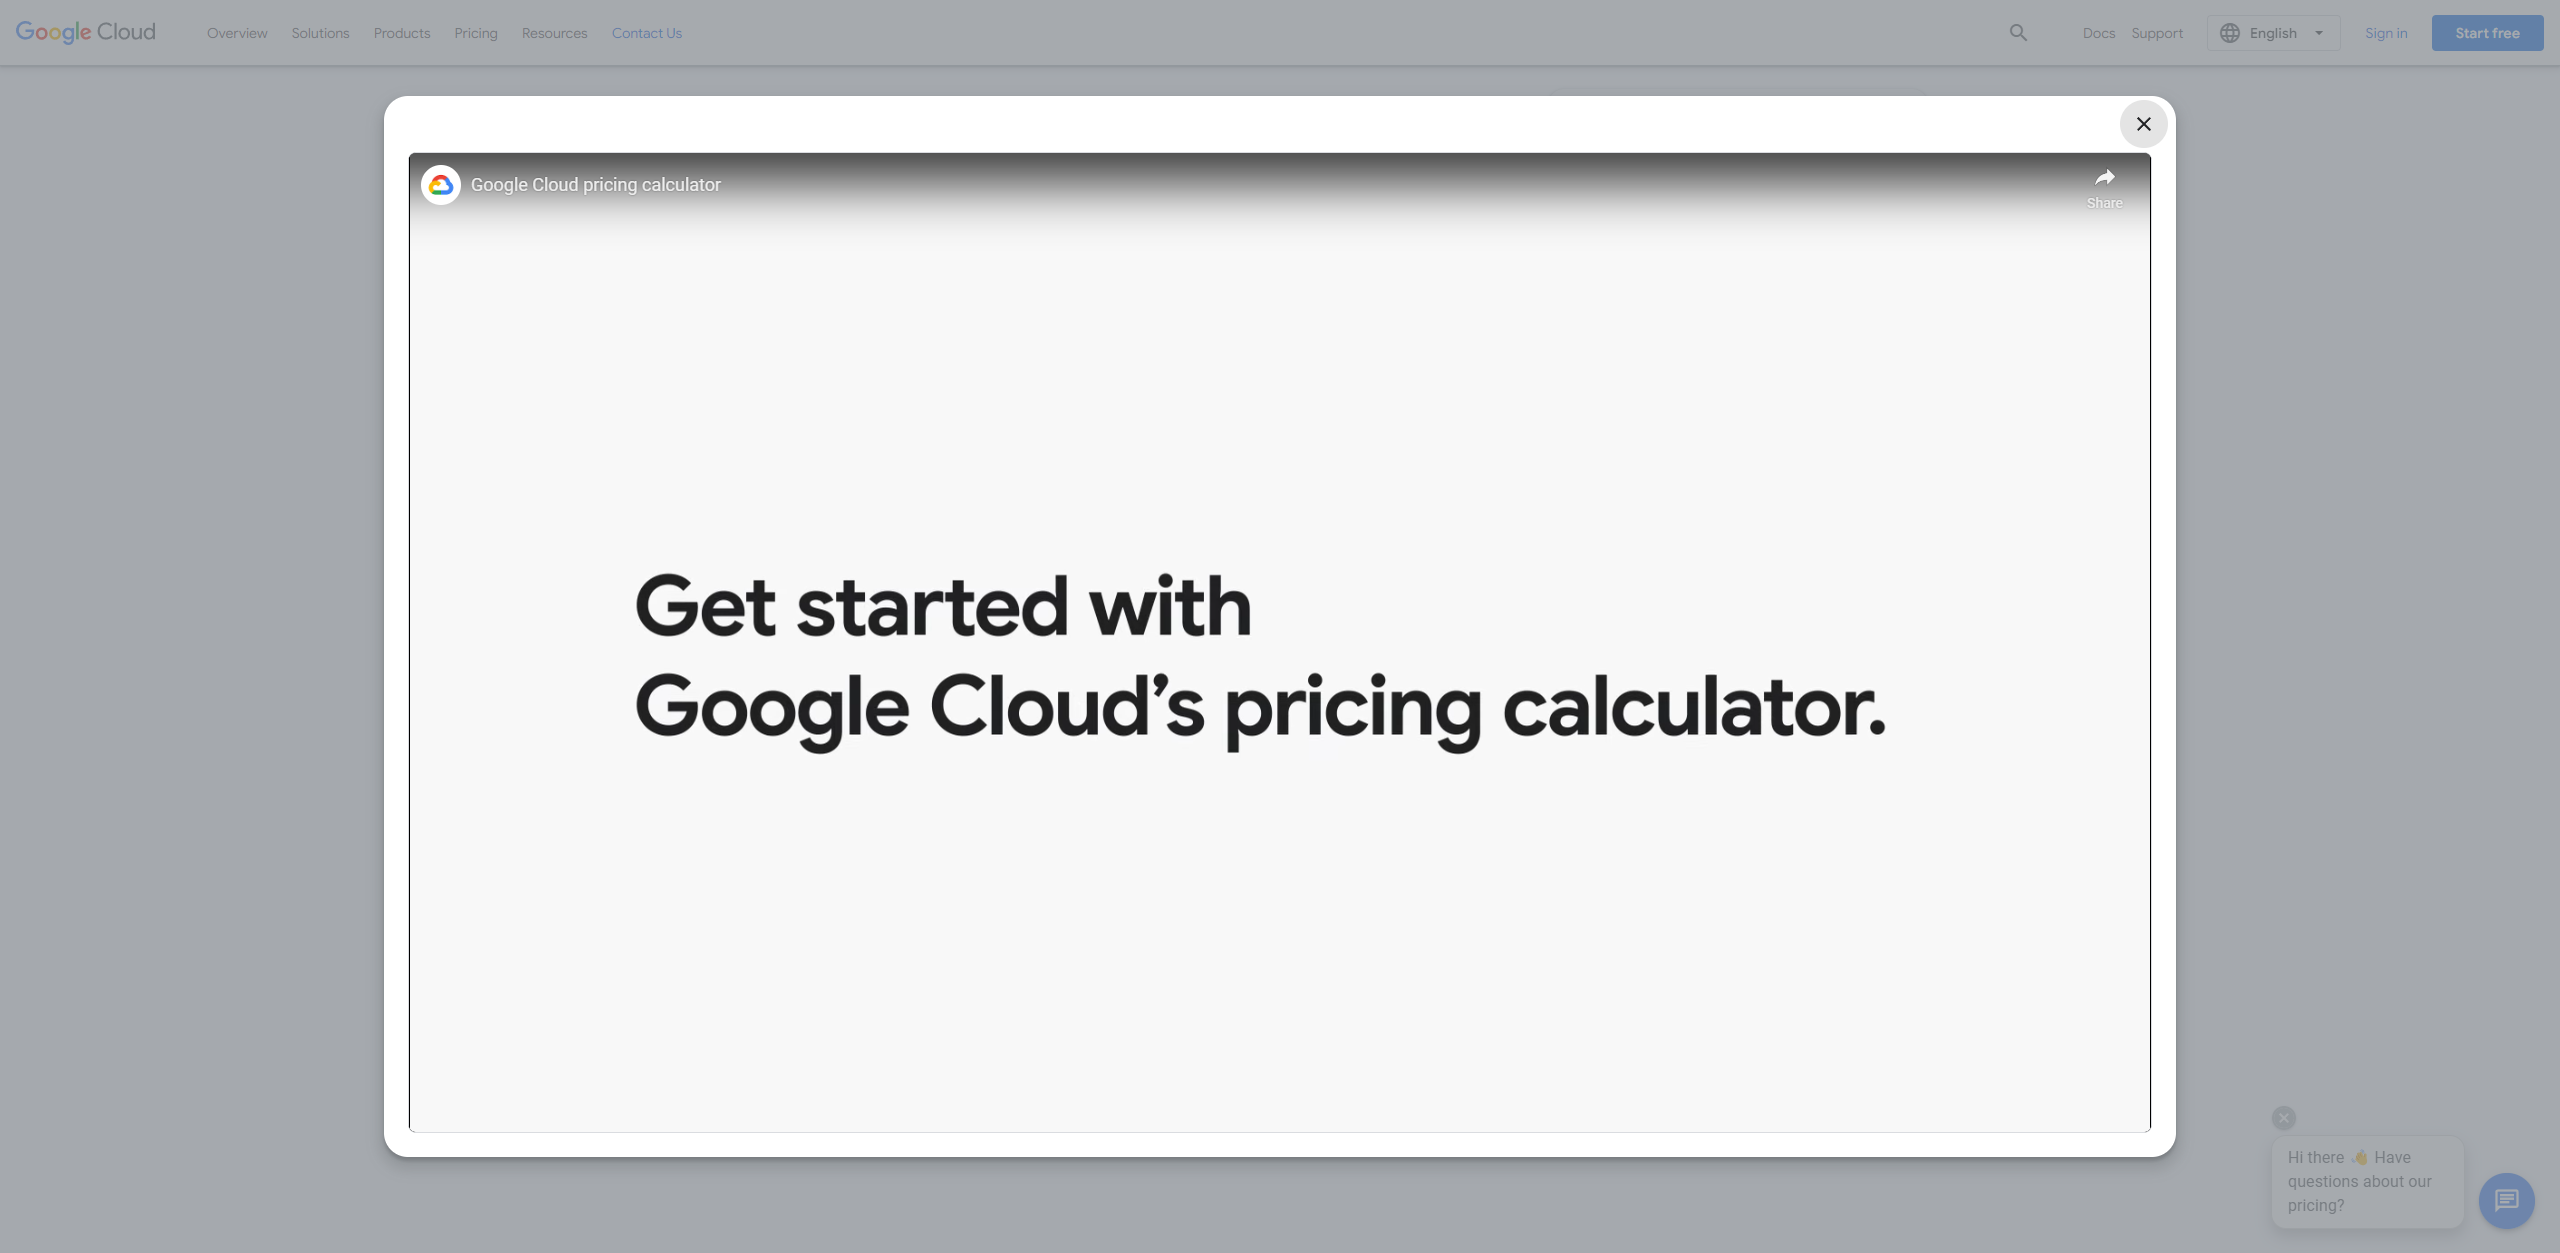 Google Cloud
Overview
Solutions
Products
Pricing
Resources
Contact Us
Docs
Support
English
Sign in
Start free
Google Cloud pricing calculator
Share
Get started with
Google Cloud’s pricing calculator.
Hi there 👋 Have
questions about our
pricing?